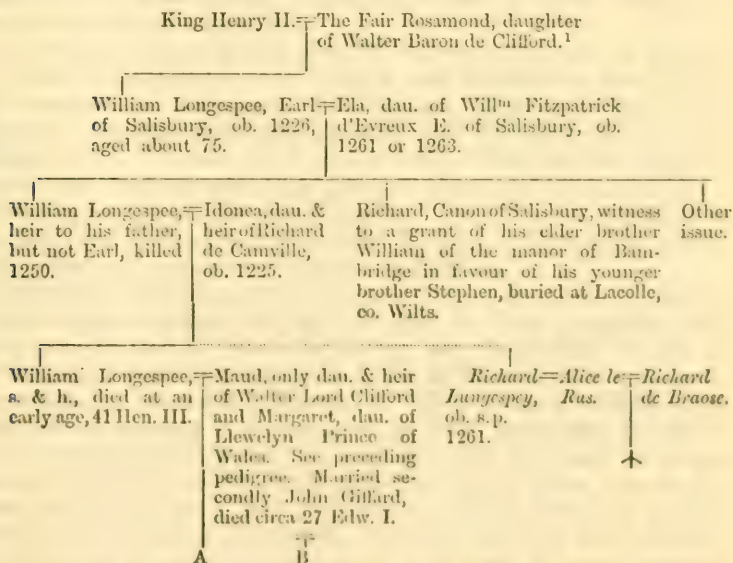 King Henry II.=The Fair Rosamond, daughter
of Walter Baron de Clifford.¹
William Longespee, Earl=Ela, dau. of Willᵐ Fitzpatrick
of Salisbury, ob. 1226,
aged about 75.
d'Evreux E. of Salisbury, ob.
1261 or 1263.
William Longespee,=Idonea, dau. &
heir to his father,
but not Earl, killed
1250.
heir of Richard
de Camville,
ob. 1225.
Richard, Canon of Salisbury, witness
to a grant of his elder brother
William of the manor of Bam-
bridge in favour of his younger
brother Stephen, buried at Lacolle,
co. Wilts.
Other
issue.
William Longespee,=Maud, only dau. & heir
s. & h., died at an
early age, 41 Hen. III.
of Walter Lord Clifford
and Margaret, dau. of
Llewelyn Prince of
Wales. See preceding
pedigree. Married se-
condly John Giffard,
died circa 27 Edw. I.
Richard=Alice le=Richard
Lungespey,
ob. s.p.
1261.
Rus.
de Braose.
A
B